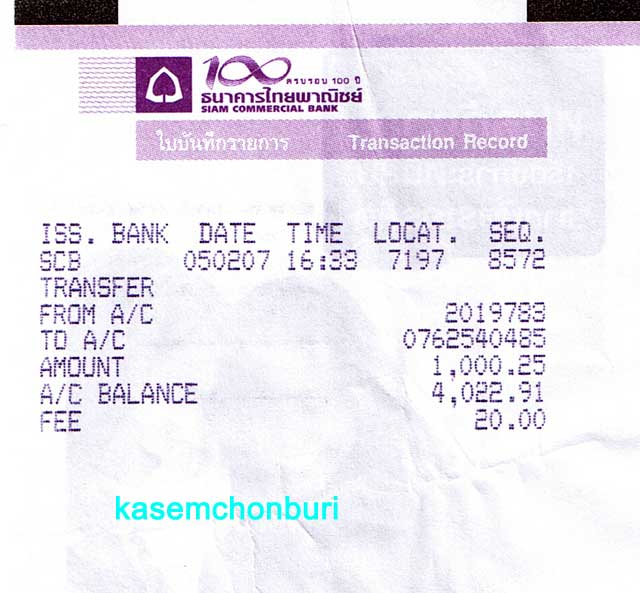 100 ครบรอบ 100 ปี
ธนาคารไทยพาณิชย์
SIAM COMMERCIAL BANK
ใบบันทึกรายการ Transaction Record
ISS. BANK DATE TIME LOCAT. SEQ.
SCB 050207 16:33 7197 8572
TRANSFER
FROM A/C 2019783
TO A/C 0762540485
AMOUNT 1,000.25
A/C BALANCE 4,022.91
FEE 20.00
kasemchonburi